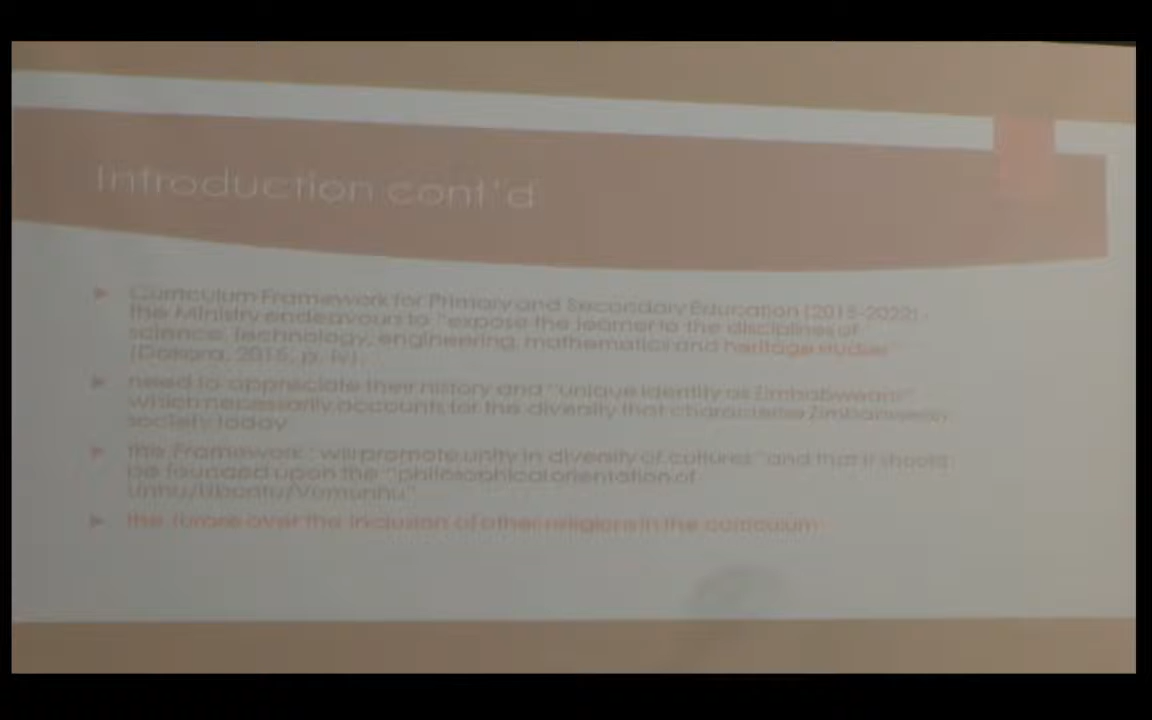 Introduction cont'd
Curriculum Framework for Primary and Secondary Education (2015-2022) -
the Ministry endeavours to "expose the learner to the disciplines of
science, technology, engineering, mathematics and heritage studies"
(Dokora, 2015, p. iv).
need to appreciate their history and "unique identity as Zimbabweans"
which necessarily accounts for the diversity that characterise Zimbabwean
society today
the Framework : will promote unity in diversity of cultures" and that it should
be founded upon the "philosophical orientation of
Unhu/Ubuntu/Vumunhu"
the furore over the inclusion of other religions in the curriculum